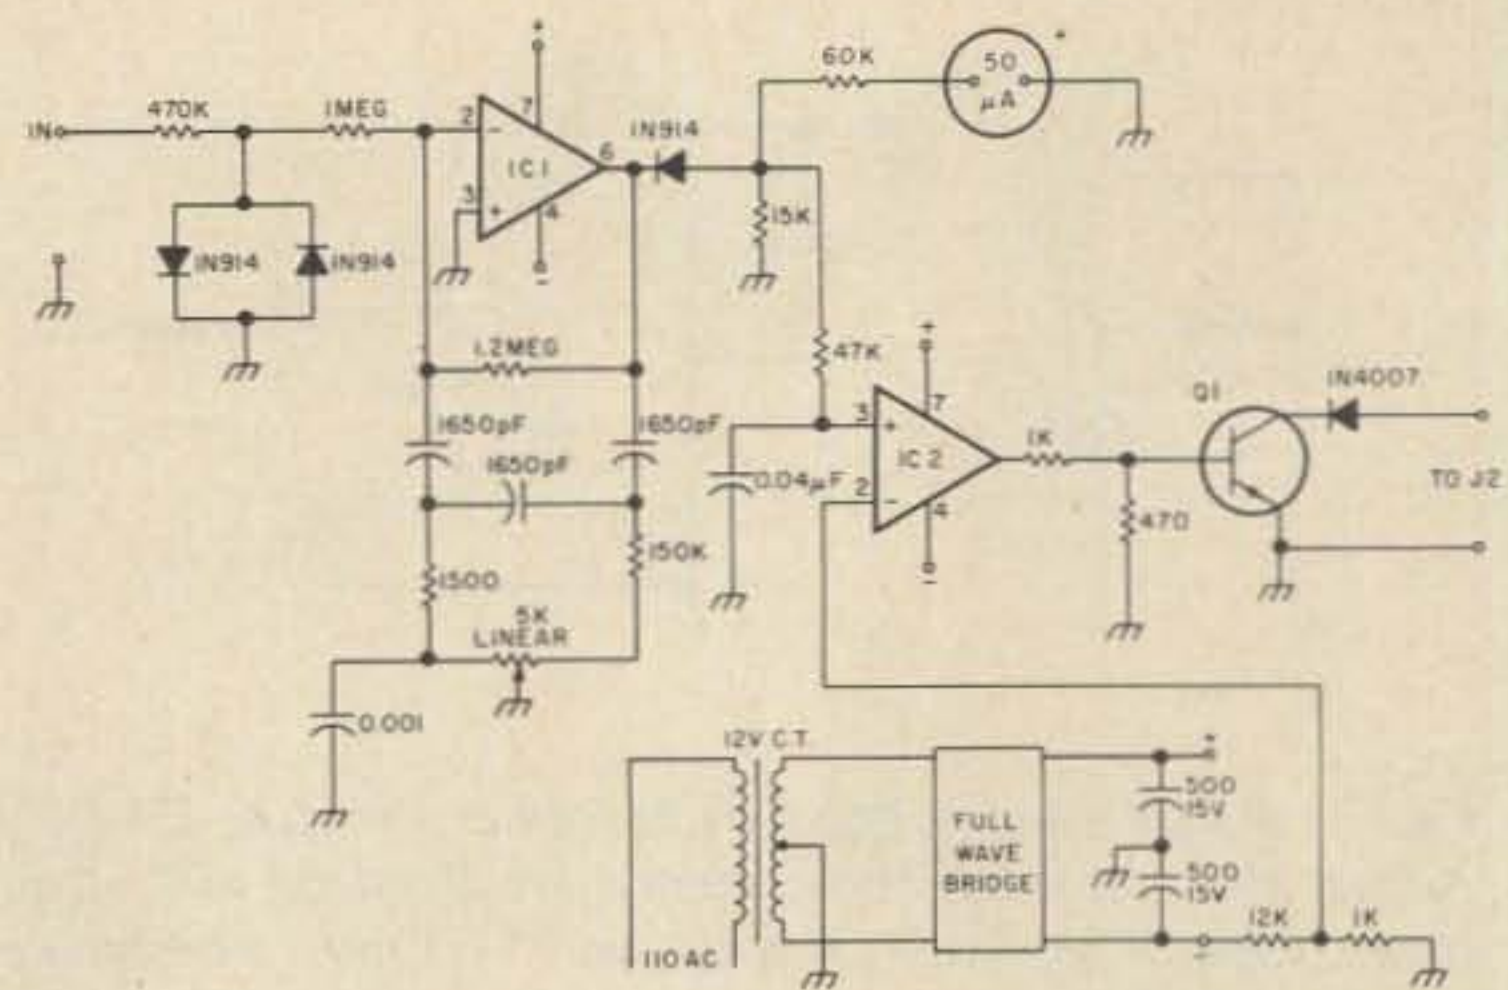 IN
470K
1MEG
2
-
7
+
IC1
3
+
4
-
6
1N914
60K
50
μA
+
15K
1N914
1N914
1.2MEG
47K
1650pF
1650pF
1650pF
0.04μF
3
+
2
-
IC2
7
+
4
-
1K
470
Q1
1N4007
TO J2
1500
150K
5K
LINEAR
0.001
12V C.T.
110 AC
FULL
WAVE
BRIDGE
+
500
15V
500
15V
-
12K
1K